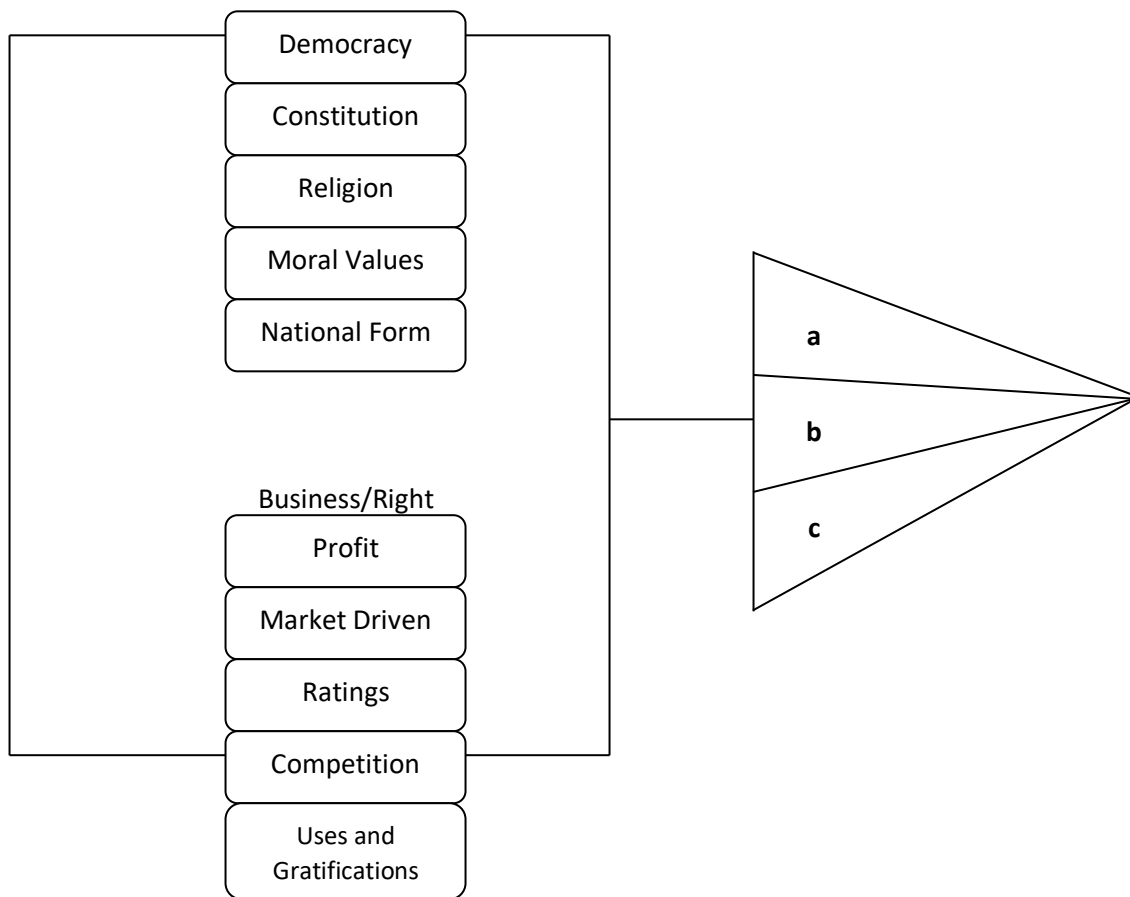 Democracy
Constitution
Religion
Moral Values
National Form
Business/Right
Profit
Market Driven
Ratings
Competition
Uses and
Gratifications
a
b
c